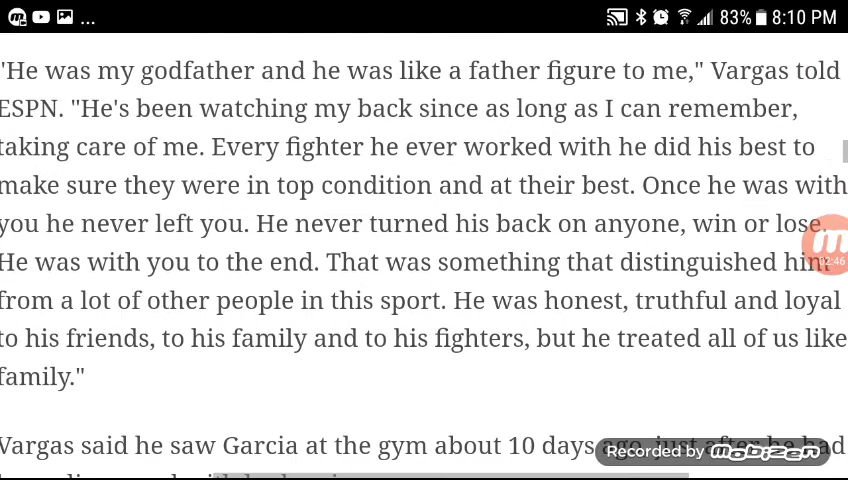 ... 83% 8:10 PM
"He was my godfather and he was like a father figure to me," Vargas told
ESPN. "He's been watching my back since as long as I can remember,
taking care of me. Every fighter he ever worked with he did his best to
make sure they were in top condition and at their best. Once he was with
you he never left you. He never turned his back on anyone, win or lose.
He was with you to the end. That was something that distinguished him
from a lot of other people in this sport. He was honest, truthful and loyal
to his friends, to his family and to his fighters, but he treated all of us like
family."
Vargas said he saw Garcia at the gym about 10 days ago, just after he had
02:46
Recorded by mobizen